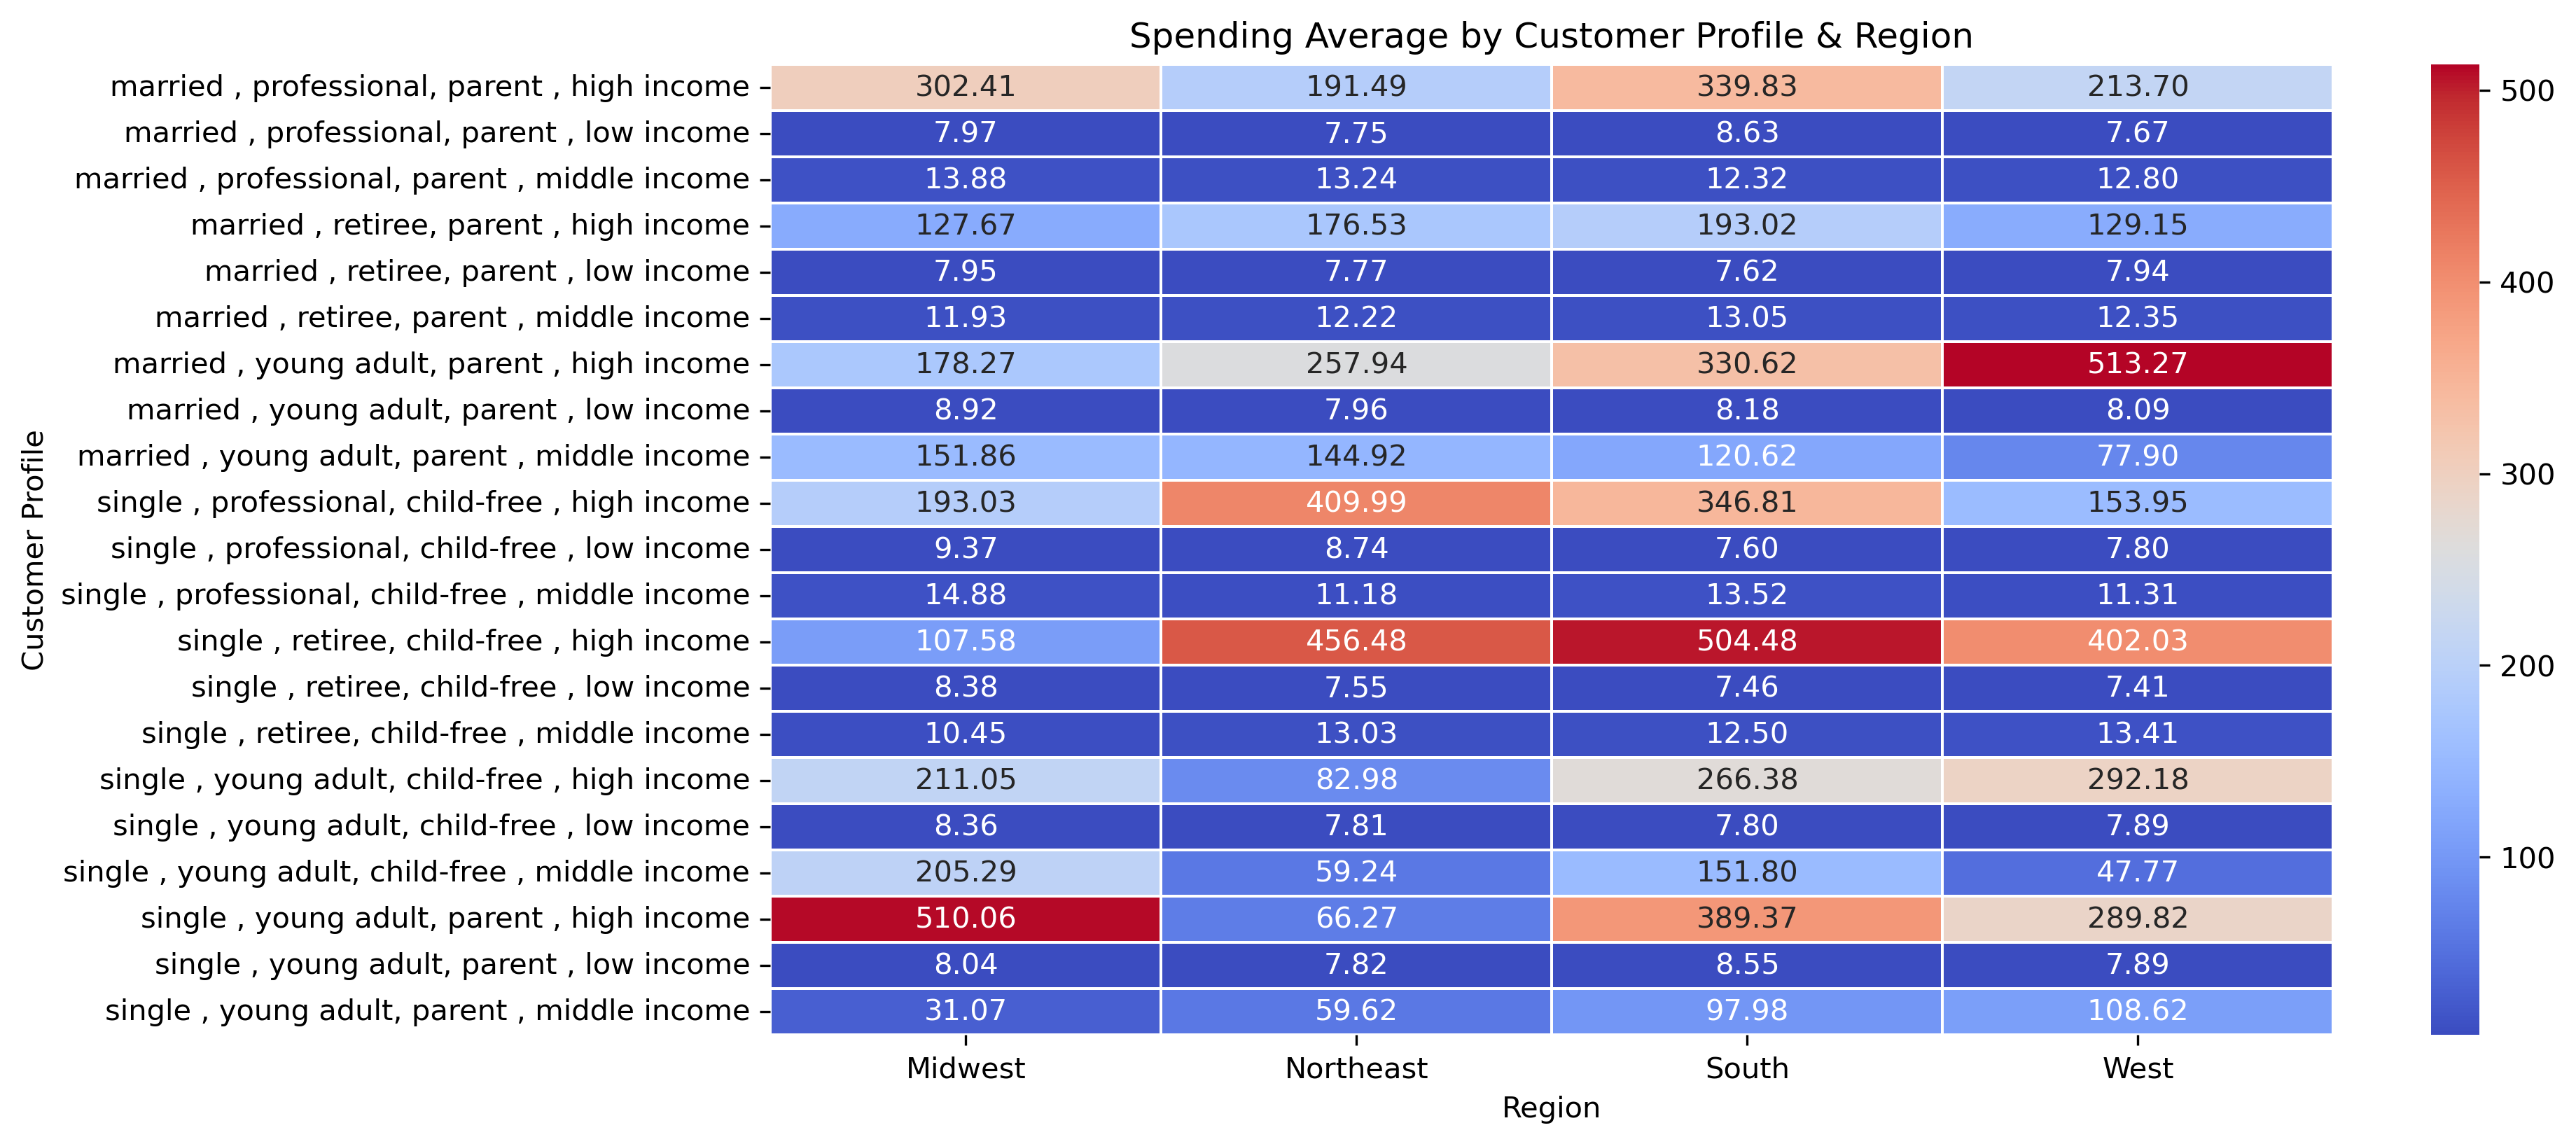 Spending Average by Customer Profile & Region
married , professional, parent , high income 302.41 191.49 339.83 213.70
married , professional, parent , low income 7.97 7.75 8.63 7.67
married , professional, parent , middle income 13.88 13.24 12.32 12.80
married , retiree, parent , high income 127.67 176.53 193.02 129.15
married , retiree, parent , low income 7.95 7.77 7.62 7.94
married , retiree, parent , middle income 11.93 12.22 13.05 12.35
married , young adult, parent , high income 178.27 257.94 330.62 513.27
married , young adult, parent , low income 8.92 7.96 8.18 8.09
married , young adult, parent , middle income 151.86 144.92 120.62 77.90
single , professional, child-free , high income 193.03 409.99 346.81 153.95
single , professional, child-free , low income 9.37 8.74 7.60 7.80
single , professional, child-free , middle income 14.88 11.18 13.52 11.31
single , retiree, child-free , high income 107.58 456.48 504.48 402.03
single , retiree, child-free , low income 8.38 7.55 7.46 7.41
single , retiree, child-free , middle income 10.45 13.03 12.50 13.41
single , young adult, child-free , high income 211.05 82.98 266.38 292.18
single , young adult, child-free , low income 8.36 7.81 7.80 7.89
single , young adult, child-free , middle income 205.29 59.24 151.80 47.77
single , young adult, parent , high income 510.06 66.27 389.37 289.82
single , young adult, parent , low income 8.04 7.82 8.55 7.89
single , young adult, parent , middle income 31.07 59.62 97.98 108.62
Midwest Northeast South West
Region
Customer Profile
500
400
300
200
100